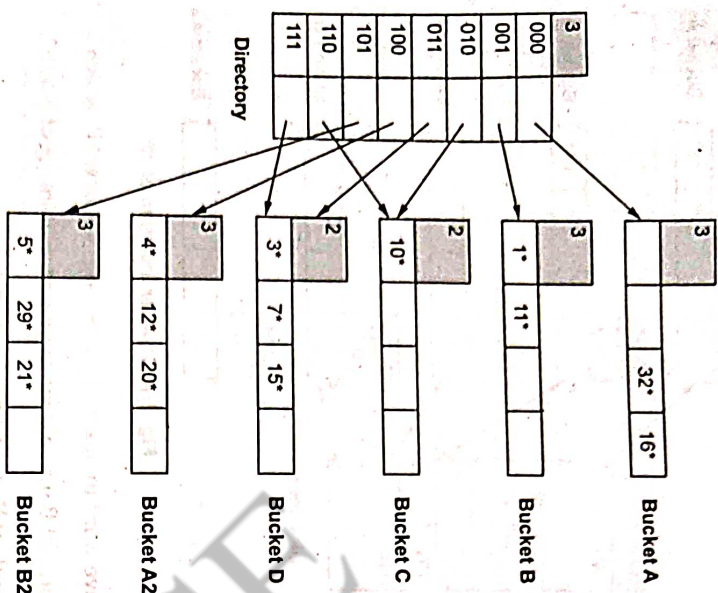 3
000
001
010
011
100
101
110
111
Directory
3
32* 16* Bucket A
3
1* 11* Bucket B
2
10* Bucket C
2
3* 7* 15* Bucket D
3
4* 12* 20* Bucket A2
3
5* 29* 21* Bucket B2